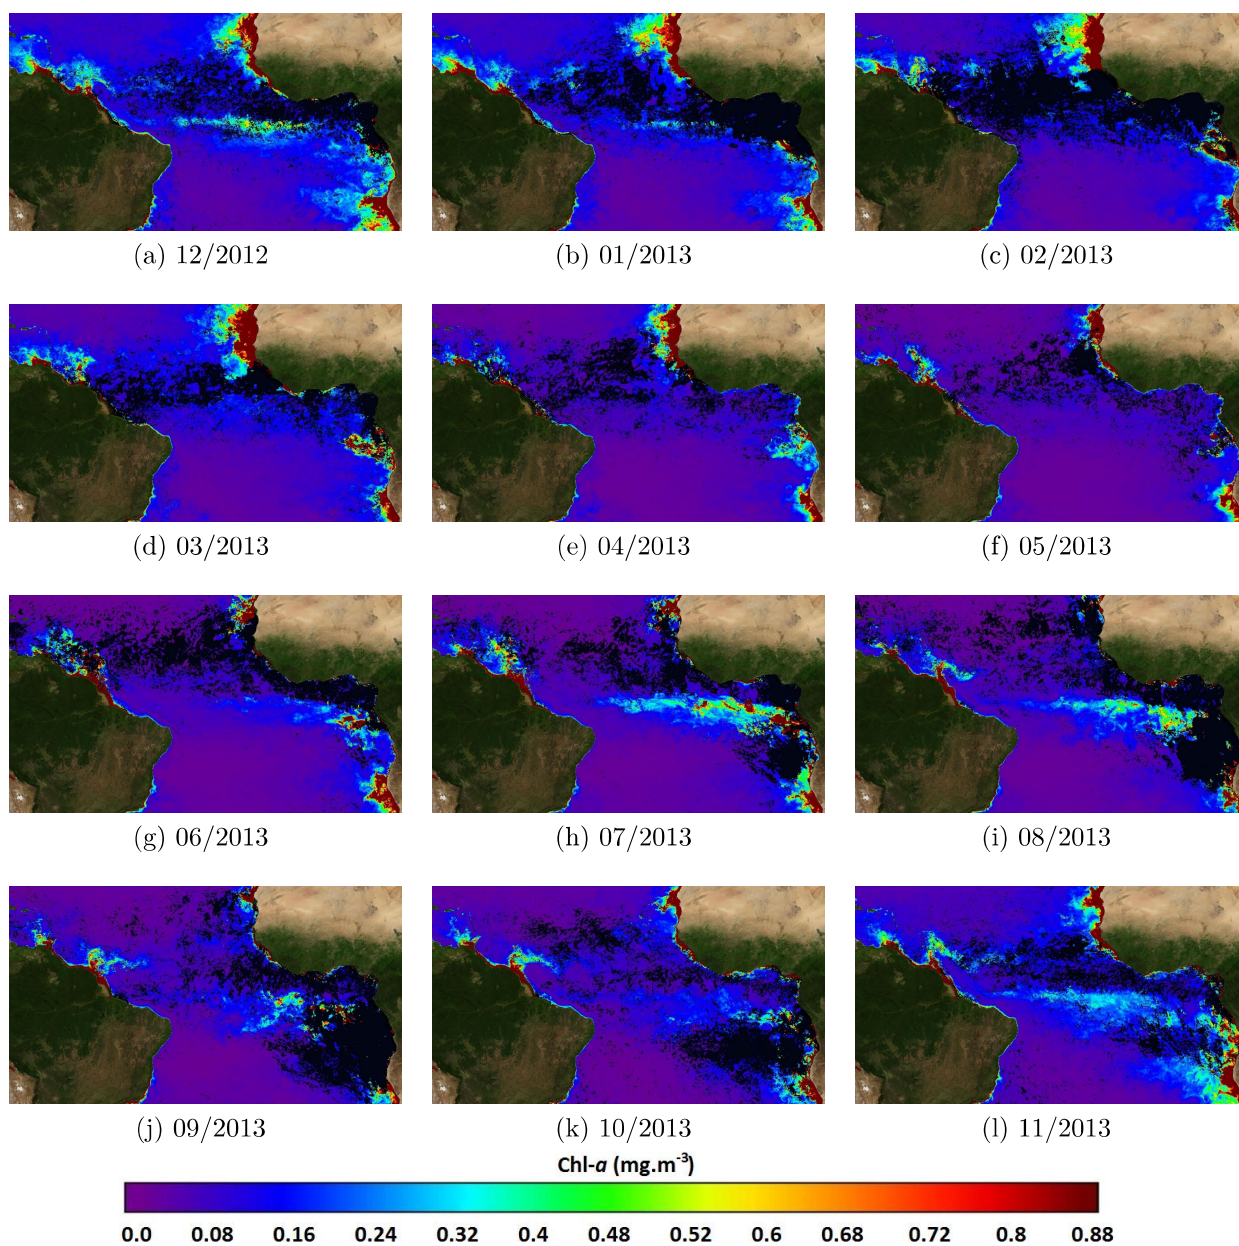 (a) 12/2012 (b) 01/2013 (c) 02/2013
(d) 03/2013 (e) 04/2013 (f) 05/2013
(g) 06/2013 (h) 07/2013 (i) 08/2013
(j) 09/2013 (k) 10/2013 (l) 11/2013
Chl-a (mg.m⁻³)
0.0 0.08 0.16 0.24 0.32 0.4 0.48 0.52 0.6 0.68 0.72 0.8 0.88